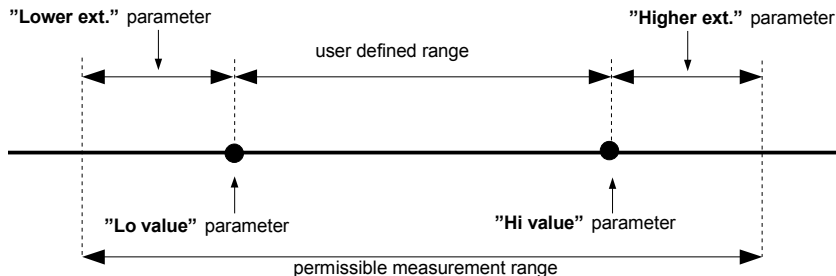 ”Lower ext.” parameter
”Higher ext.” parameter
user defined range
”Lo value” parameter
”Hi value” parameter
permissible measurement range